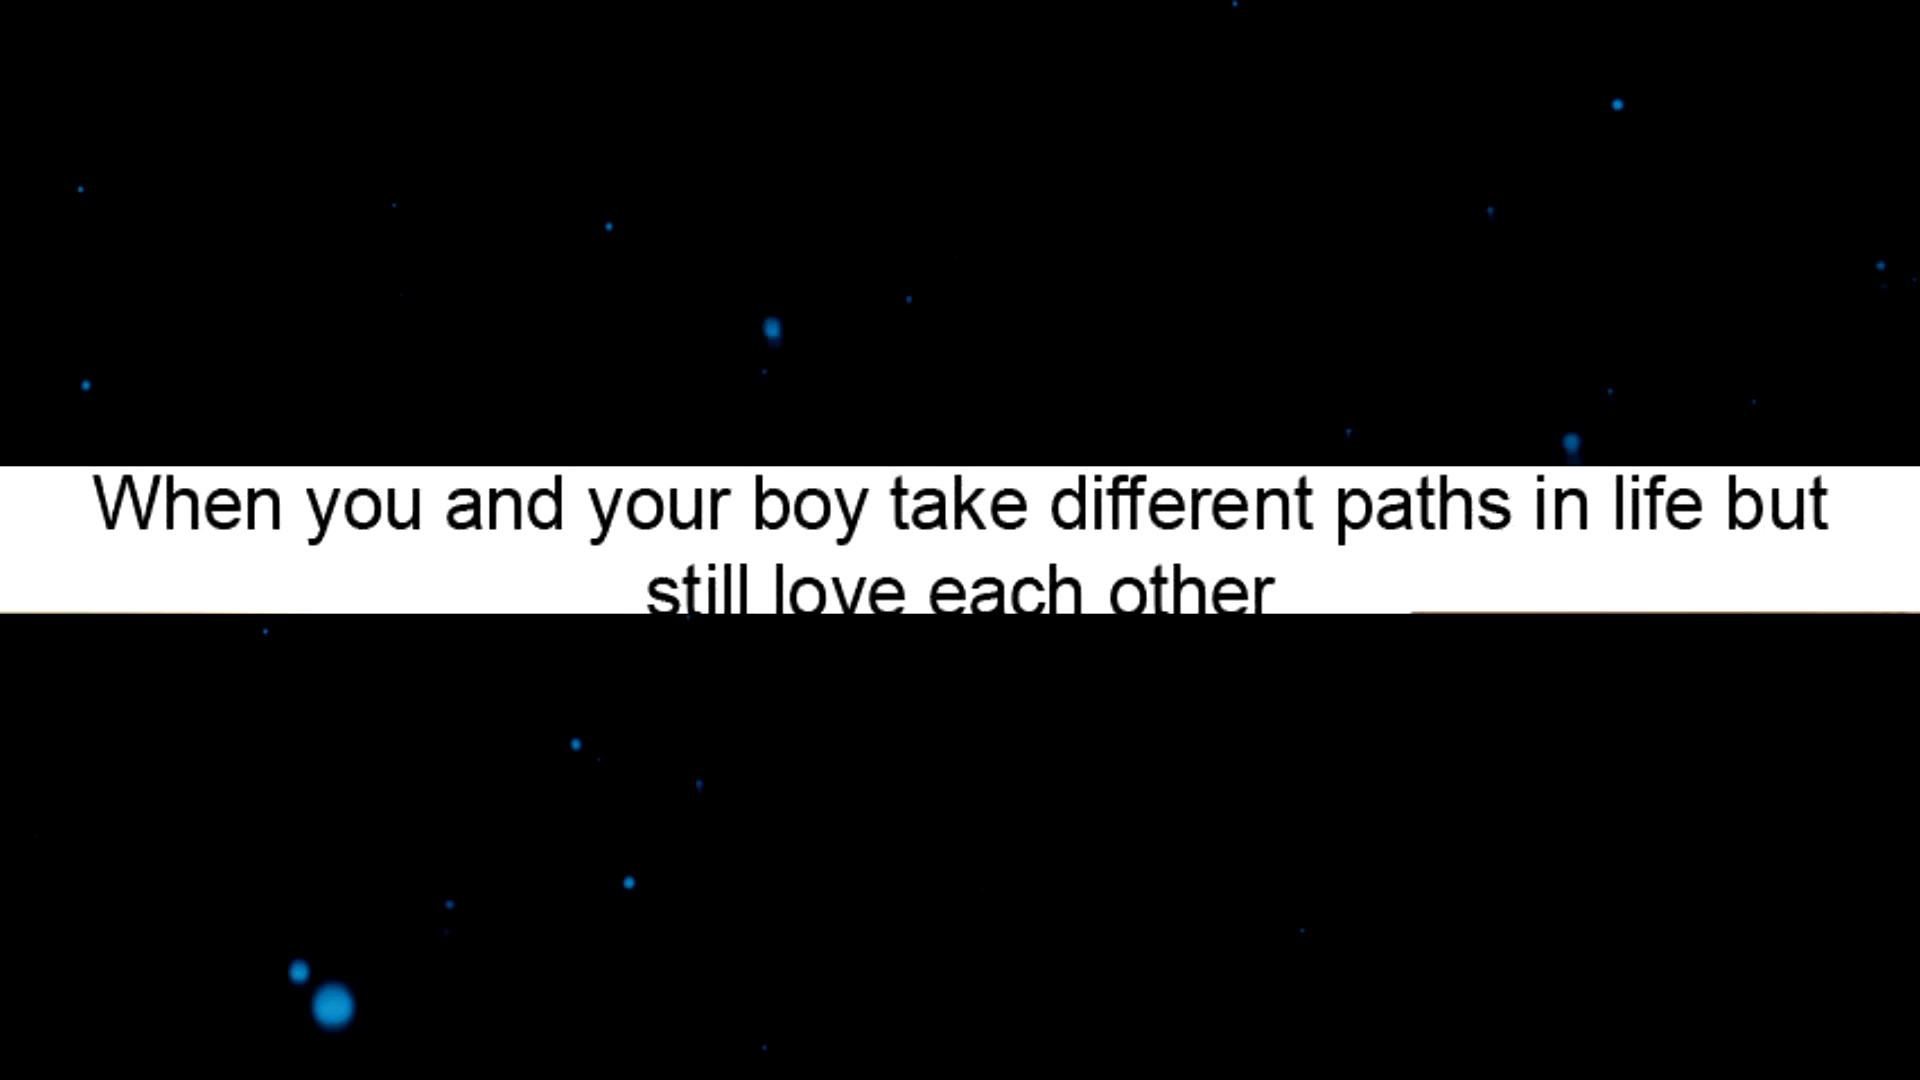 When you and your boy take different paths in life but
still love each other